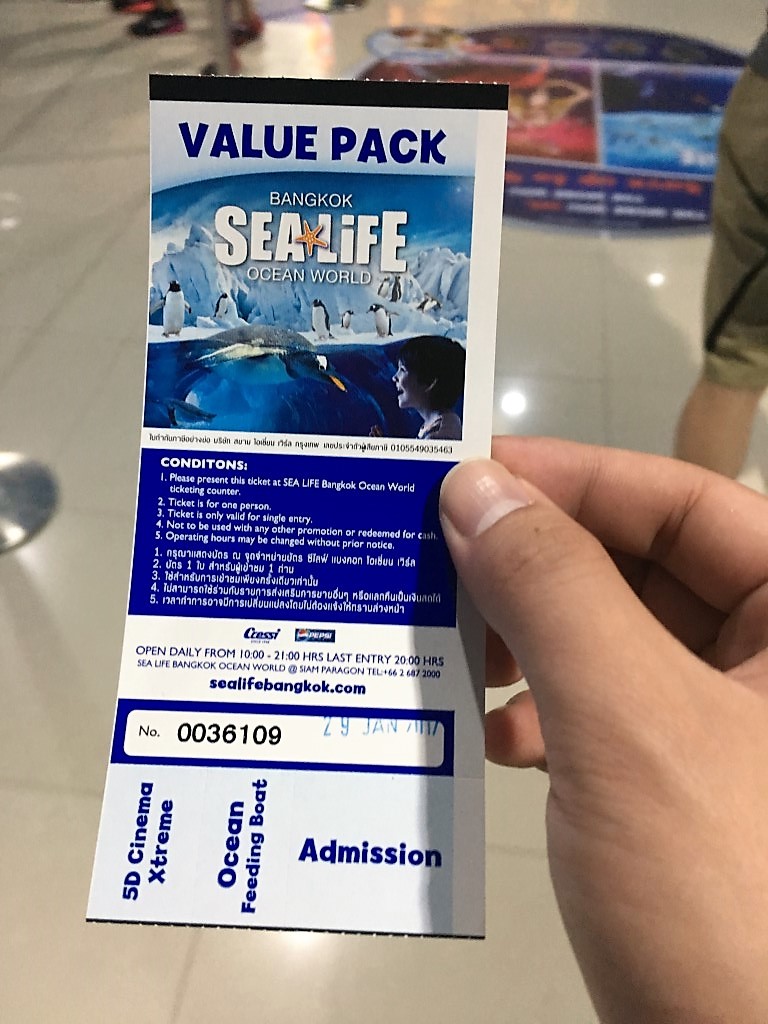 VALUE PACK
BANGKOK
SEA LiFE
OCEAN WORLD
ใบกำกับภาษีอย่างย่อ บริษัท สยาม โอเชี่ยน เวิร์ล กรุงเทพ เลขประจำตัวผู้เสียภาษี 0105549035463
CONDITONS:
1. Please present this ticket at SEA LIFE Bangkok Ocean World
ticketing counter.
2. Ticket is for one person.
3. Ticket is only valid for single entry.
4. Not to be used with any other promotion or redeemed for cash.
5. Operating hours may be changed without prior notice.
1. กรุณาแสดงบัตร ณ จุดจำหน่ายบัตร ซีไลฟ์ แบงคอก โอเชี่ยน เวิร์ล
2. บัตร 1 ใบ สำหรับผู้เข้าชม 1 ท่าน
3. ใช้สำหรับการเข้าชมเพียงครั้งเดียวเท่านั้น
4. ไม่สามารถใช้ร่วมกับรายการส่งเสริมการขายอื่นๆ หรือแลกคืนเป็นเงินสดได้
5. เวลาทำการอาจมีการเปลี่ยนแปลงโดยไม่ต้องแจ้งให้ทราบล่วงหน้า
Cressi PEPSI
OPEN DAILY FROM 10:00 - 21:00 HRS LAST ENTRY 20:00 HRS
SEA LIFE BANGKOK OCEAN WORLD @ SIAM PARAGON TEL:+66 2 687 2000
sealifebangkok.com
No. 0036109 29 JAN
5D Cinema
Xtreme
Ocean
Feeding Boat
Admission